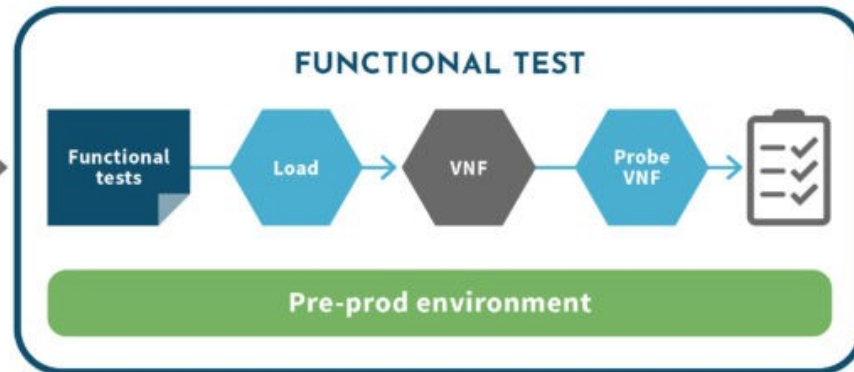 FUNCTIONAL TEST
Functional
tests
Load
VNF
Probe
VNF
Pre-prod environment